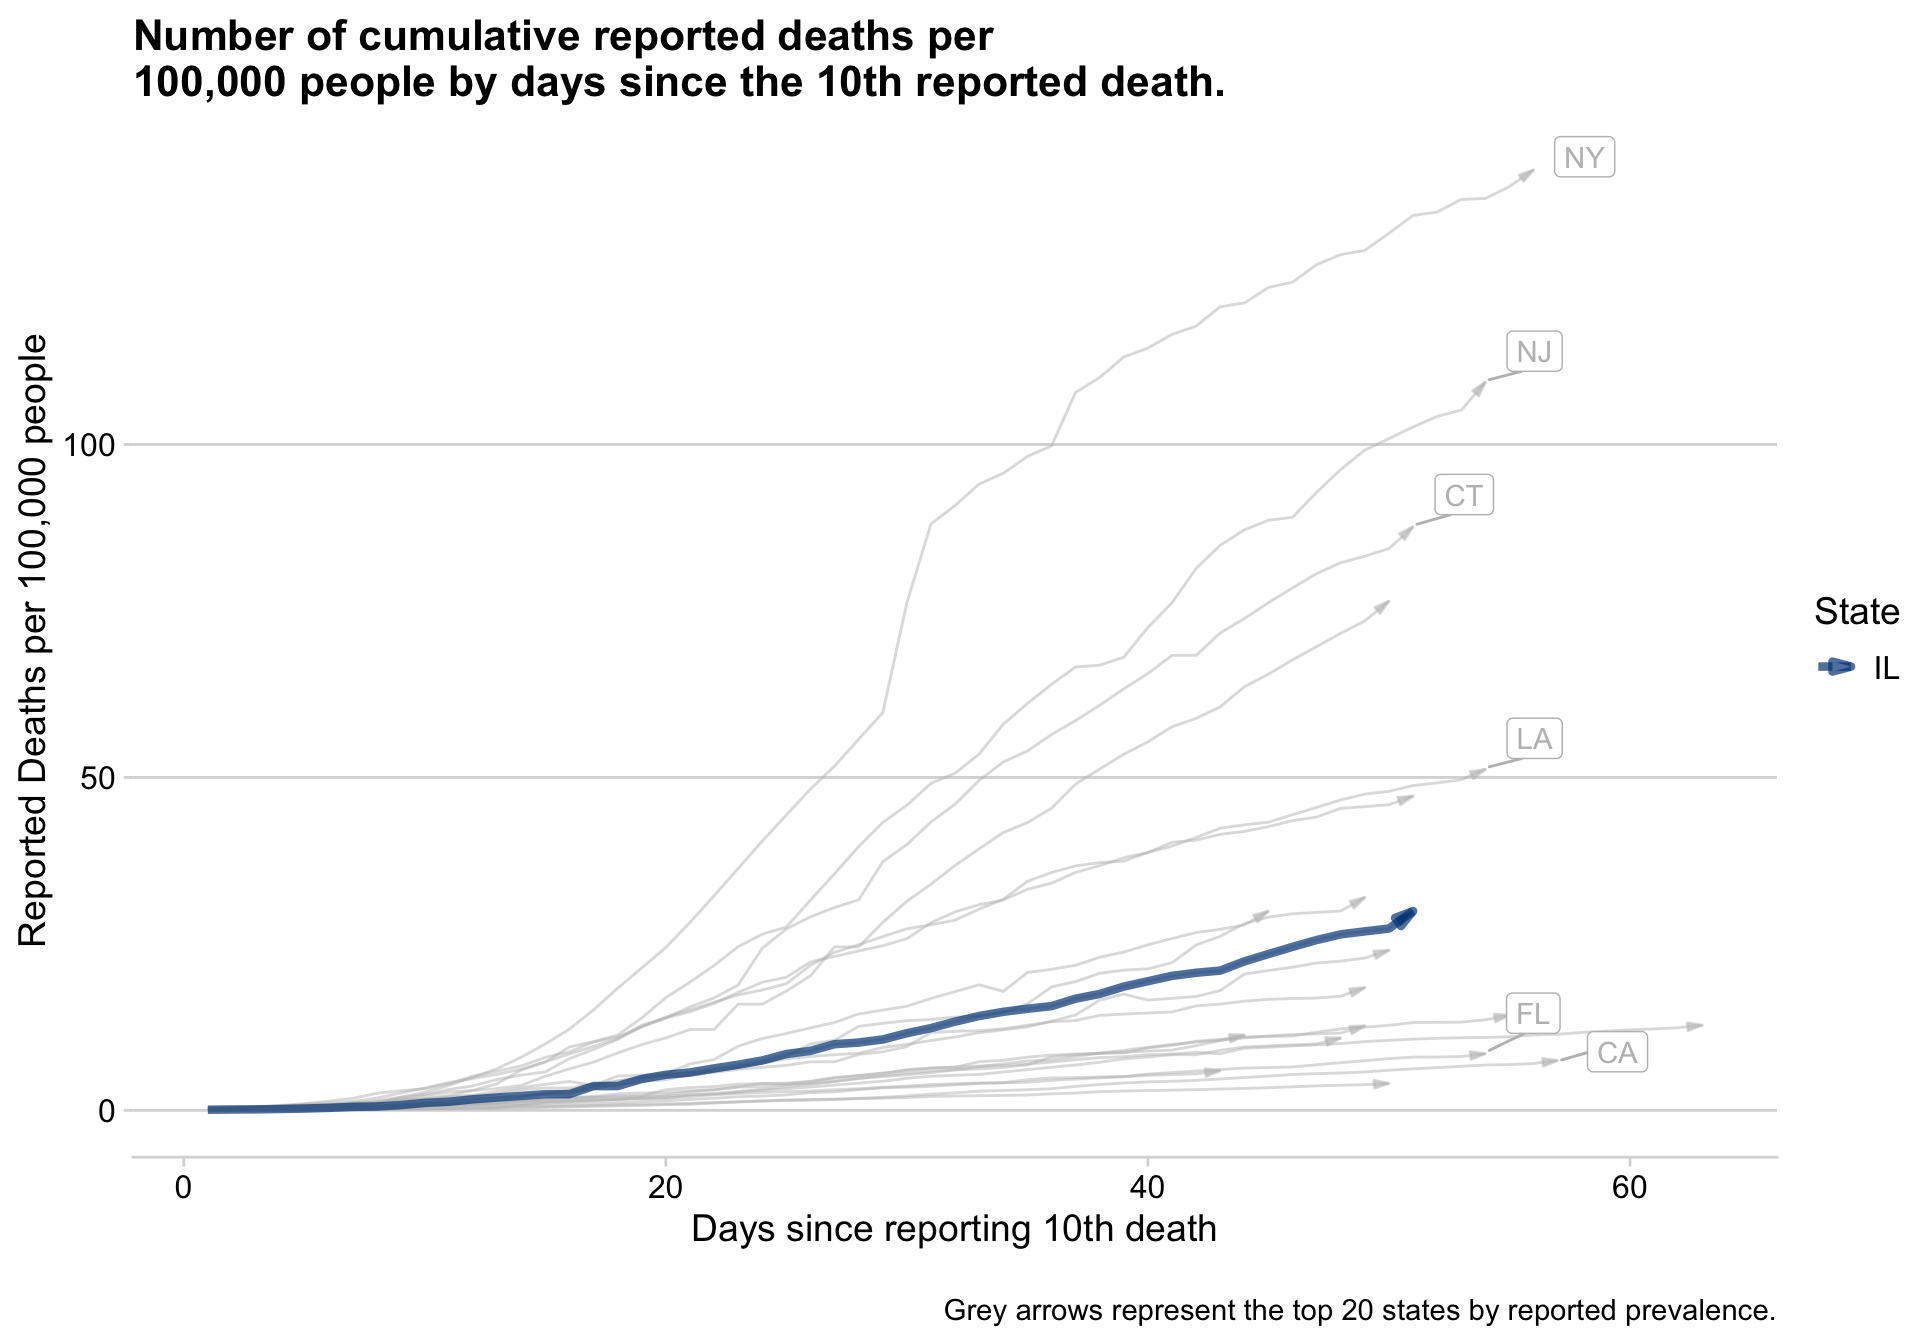 Number of cumulative reported deaths per
100,000 people by days since the 10th reported death.
NY
NJ
100
CT
Reported Deaths per 100,000 people
State
IL
LA
50
FL
CA
0
0 20 40 60
Days since reporting 10th death
Grey arrows represent the top 20 states by reported prevalence.